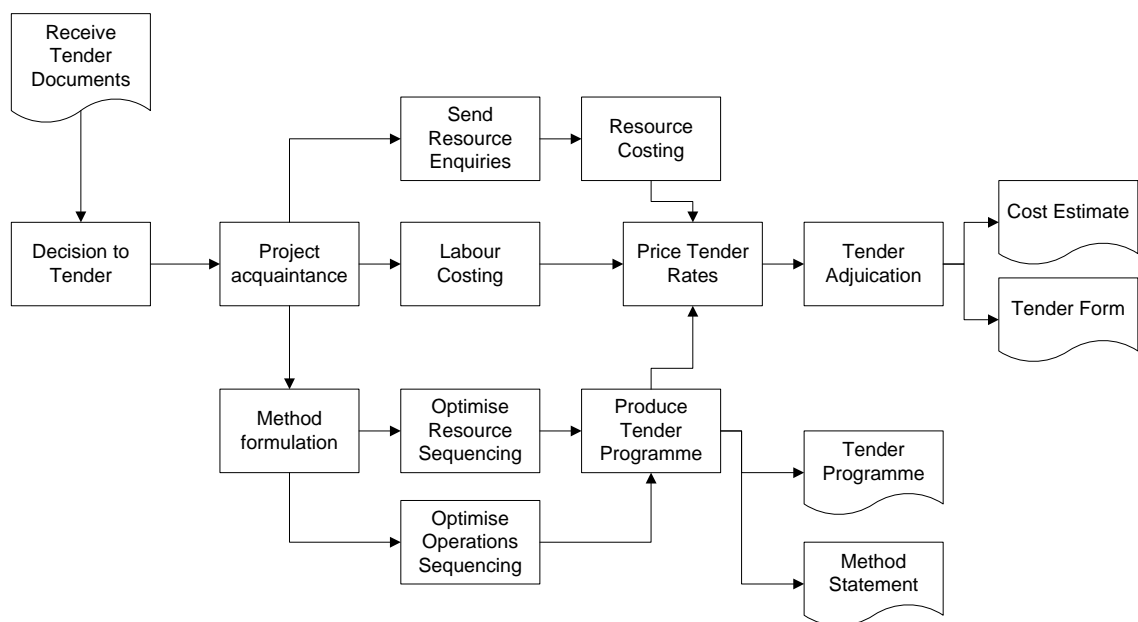 Receive
Tender
Documents
Send
Resource
Enquiries
Resource
Costing
Cost Estimate
Decision to
Tender
Project
acquaintance
Labour
Costing
Price Tender
Rates
Tender
Adjuication
Tender Form
Method
formulation
Optimise
Resource
Sequencing
Produce
Tender
Programme
Tender
Programme
Optimise
Operations
Sequencing
Method
Statement